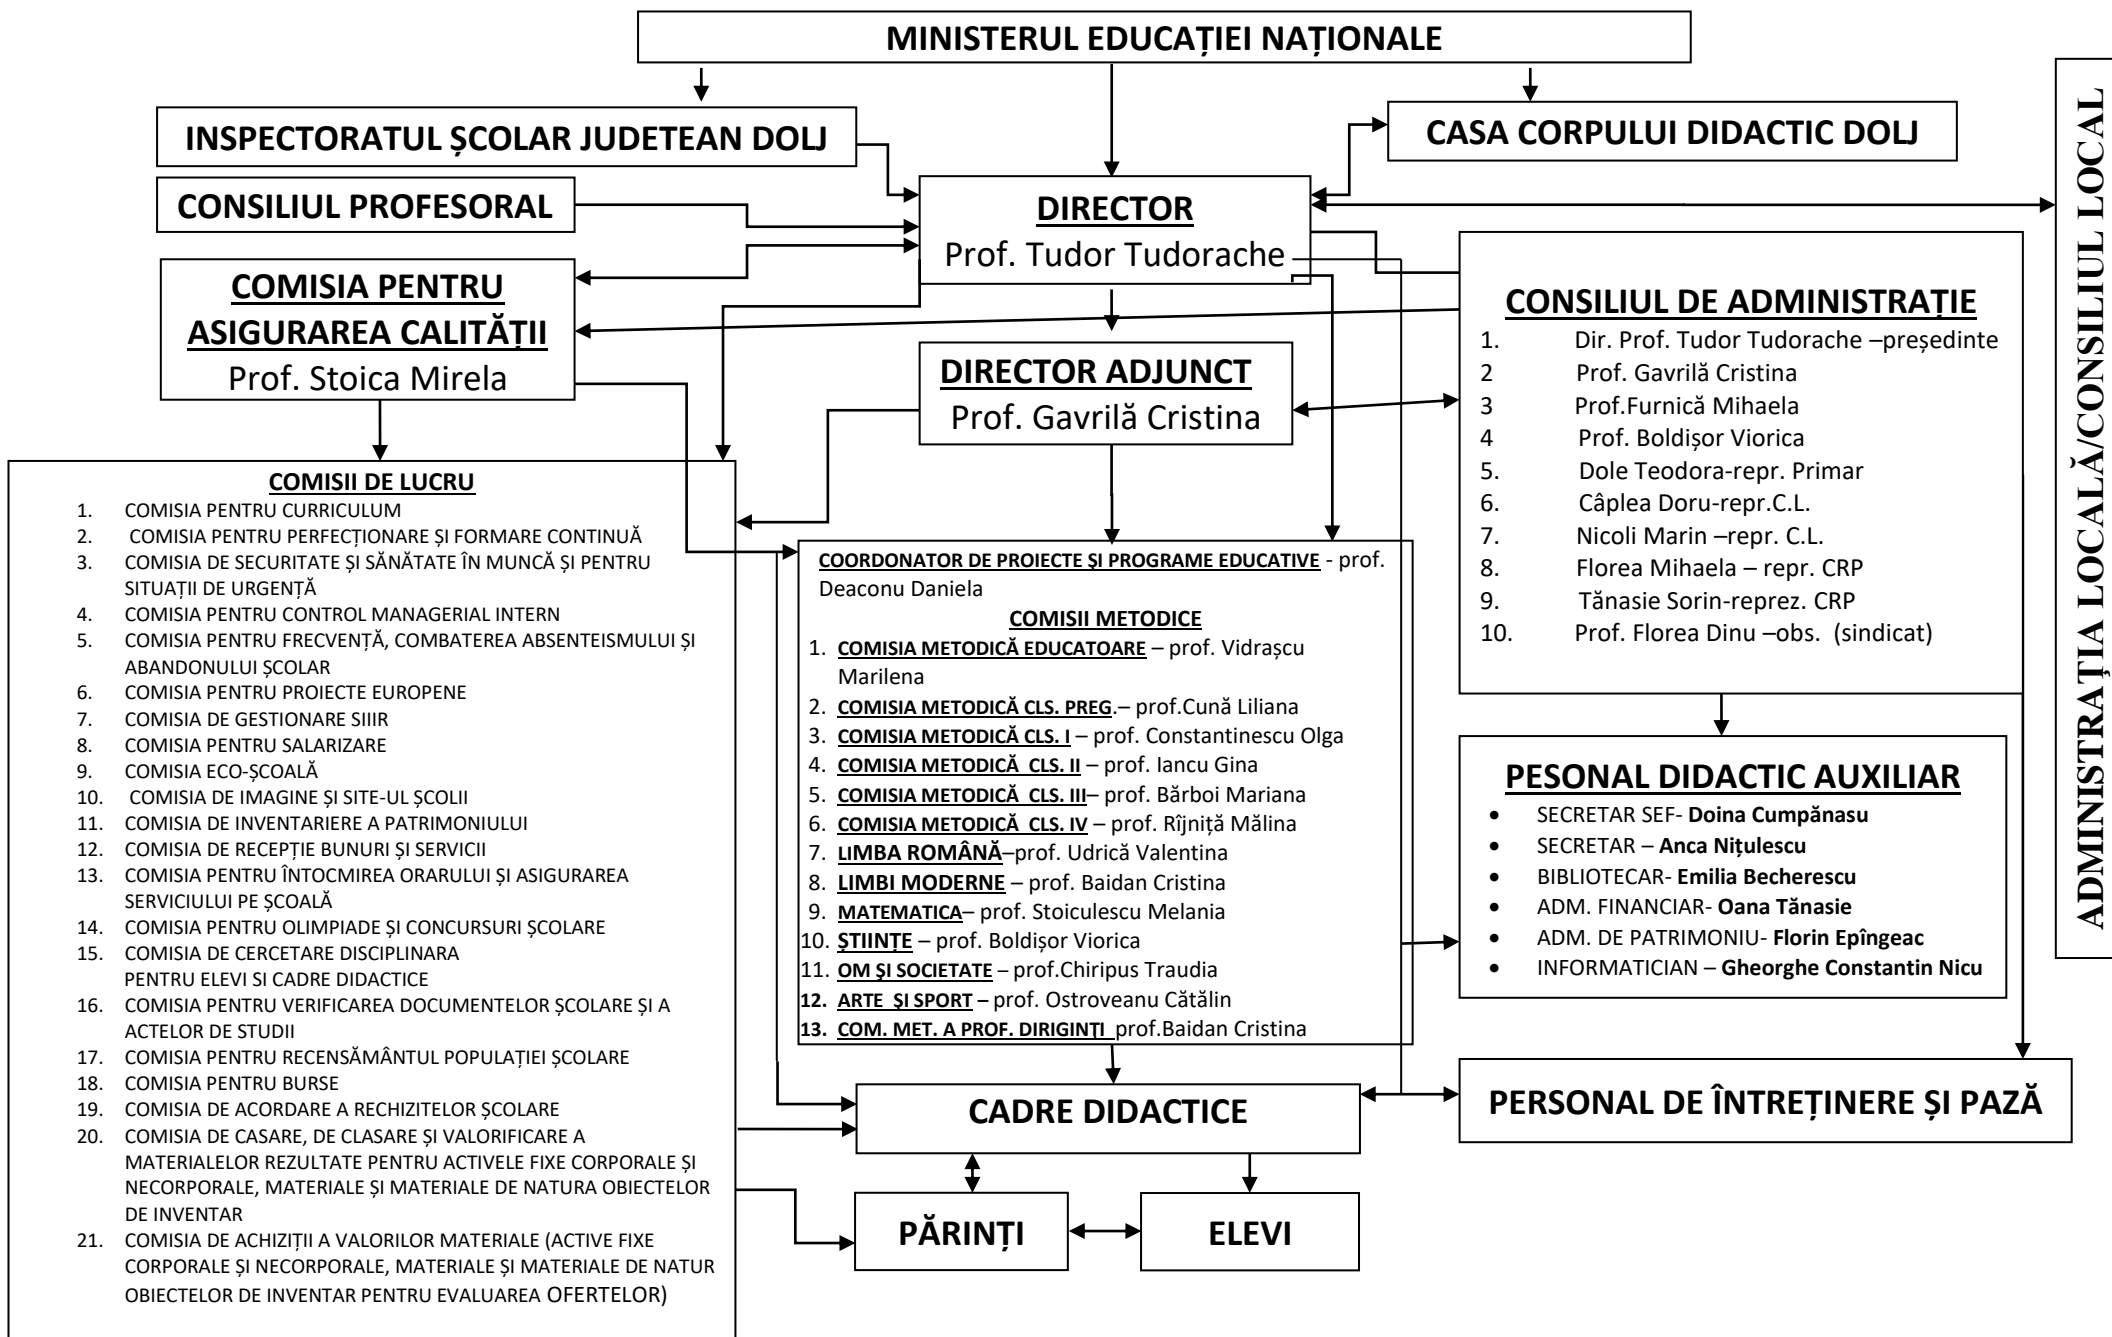 MINISTERUL EDUCAȚIEI NAȚIONALE
INSPECTORATUL ȘCOLAR JUDETEAN DOLJ
CASA CORPULUI DIDACTIC DOLJ
ADMINISTRAŢIA LOCALĂ/CONSILIUL LOCAL
CONSILIUL PROFESORAL
DIRECTOR
Prof. Tudor Tudorache
COMISIA PENTRU
ASIGURAREA CALITĂȚII
Prof. Stoica Mirela
DIRECTOR ADJUNCT
Prof. Gavrilă Cristina
CONSILIUL DE ADMINISTRAȚIE
1. Dir. Prof. Tudor Tudorache –președinte
2 Prof. Gavrilă Cristina
3 Prof.Furnică Mihaela
4 Prof. Boldișor Viorica
5. Dole Teodora-repr. Primar
6. Câplea Doru-repr.C.L.
7. Nicoli Marin –repr. C.L.
8. Florea Mihaela – repr. CRP
9. Tănasie Sorin-reprez. CRP
10. Prof. Florea Dinu –obs. (sindicat)
COMISII DE LUCRU
1. COMISIA PENTRU CURRICULUM
2. COMISIA PENTRU PERFECȚIONARE ȘI FORMARE CONTINUĂ
3. COMISIA DE SECURITATE ȘI SĂNĂTATE ÎN MUNCĂ ȘI PENTRU
SITUAȚII DE URGENȚĂ
4. COMISIA PENTRU CONTROL MANAGERIAL INTERN
5. COMISIA PENTRU FRECVENȚĂ, COMBATEREA ABSENTEISMULUI ȘI
ABANDONULUI ȘCOLAR
6. COMISIA PENTRU PROIECTE EUROPENE
7. COMISIA DE GESTIONARE SIIIR
8. COMISIA PENTRU SALARIZARE
9. COMISIA ECO-ȘCOALĂ
10. COMISIA DE IMAGINE ȘI SITE-UL ȘCOLII
11. COMISIA DE INVENTARIERE A PATRIMONIULUI
12. COMISIA DE RECEPȚIE BUNURI ȘI SERVICII
13. COMISIA PENTRU ÎNTOCMIREA ORARULUI ȘI ASIGURAREA
SERVICIULUI PE ȘCOALĂ
14. COMISIA PENTRU OLIMPIADE ȘI CONCURSURI ȘCOLARE
15. COMISIA DE CERCETARE DISCIPLINARA
PENTRU ELEVI SI CADRE DIDACTICE
16. COMISIA PENTRU VERIFICAREA DOCUMENTELOR ȘCOLARE ȘI A
ACTELOR DE STUDII
17. COMISIA PENTRU RECENSĂMÂNTUL POPULAȚIEI ȘCOLARE
18. COMISIA PENTRU BURSE
19. COMISIA DE ACORDARE A RECHIZITELOR ȘCOLARE
20. COMISIA DE CASARE, DE CLASARE ȘI VALORIFICARE A
MATERIALELOR REZULTATE PENTRU ACTIVELE FIXE CORPORALE ȘI
NECORPORALE, MATERIALE ȘI MATERIALE DE NATURA OBIECTELOR
DE INVENTAR
21. COMISIA DE ACHIZIȚII A VALORILOR MATERIALE (ACTIVE FIXE
CORPORALE ȘI NECORPORALE, MATERIALE ȘI MATERIALE DE NATUR
OBIECTELOR DE INVENTAR PENTRU EVALUAREA OFERTELOR)
COORDONATOR DE PROIECTE ŞI PROGRAME EDUCATIVE - prof.
Deaconu Daniela
COMISII METODICE
1. COMISIA METODICĂ EDUCATOARE – prof. Vidrașcu
Marilena
2. COMISIA METODICĂ CLS. PREG.– prof.Cună Liliana
3. COMISIA METODICĂ CLS. I – prof. Constantinescu Olga
4. COMISIA METODICĂ CLS. II – prof. Iancu Gina
5. COMISIA METODICĂ CLS. III– prof. Bărboi Mariana
6. COMISIA METODICĂ CLS. IV – prof. Rîjniță Mălina
7. LIMBA ROMÂNĂ–prof. Udrică Valentina
8. LIMBI MODERNE – prof. Baidan Cristina
9. MATEMATICA– prof. Stoiculescu Melania
10. ȘTIINȚE – prof. Boldișor Viorica
11. OM ŞI SOCIETATE – prof.Chiripus Traudia
12. ARTE ŞI SPORT – prof. Ostroveanu Cătălin
13. COM. MET. A PROF. DIRIGINŢI prof.Baidan Cristina
PESONAL DIDACTIC AUXILIAR
• SECRETAR SEF- Doina Cumpănasu
• SECRETAR – Anca Nițulescu
• BIBLIOTECAR- Emilia Becherescu
• ADM. FINANCIAR- Oana Tănasie
• ADM. DE PATRIMONIU- Florin Epîngeac
• INFORMATICIAN – Gheorghe Constantin Nicu
CADRE DIDACTICE
PERSONAL DE ÎNTREȚINERE ȘI PAZĂ
PĂRINȚI
ELEVI